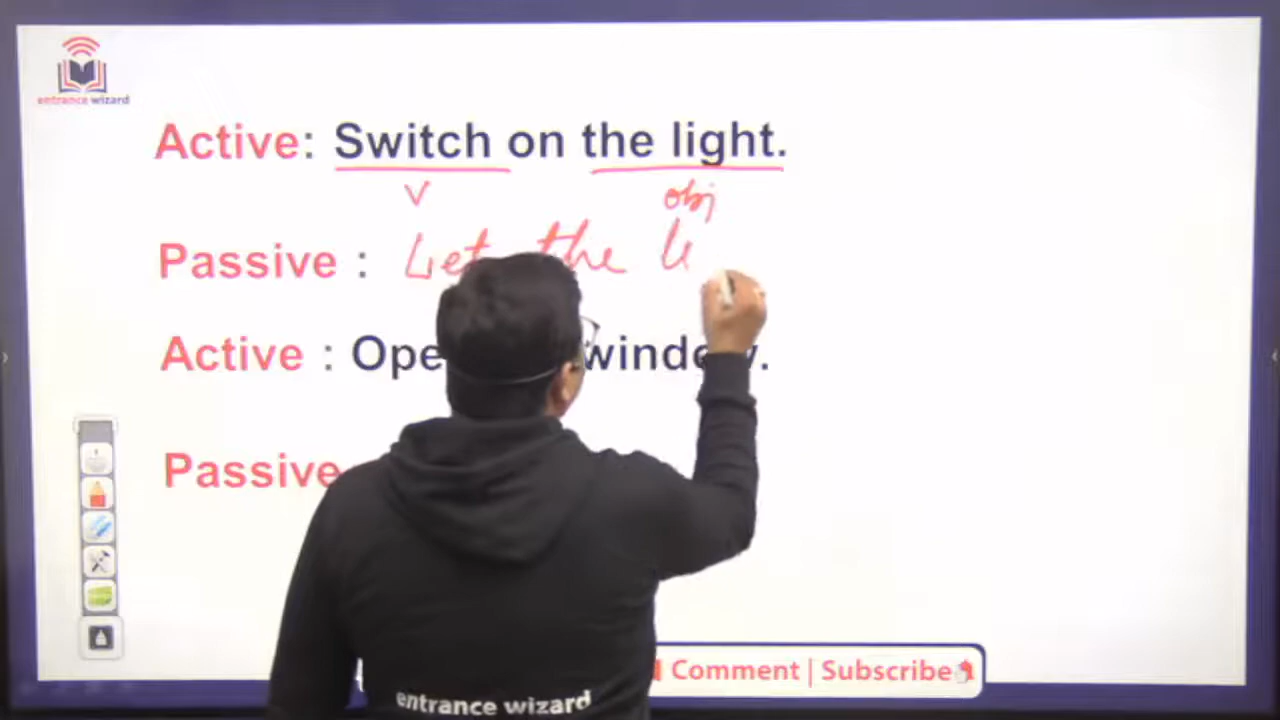 entrance wizard
Active: Switch on the light.
V obj
Passive : Let the li
Active : Ope window.
Passive
Comment | Subscribe
entrance wizard